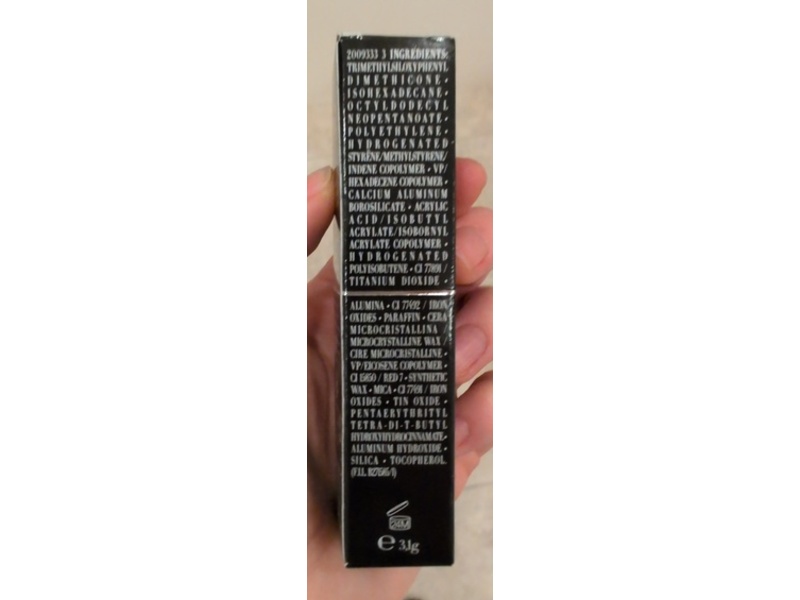 2009333 3 INGREDIENTS:
TRIMETHYLSILOXYPHENYL
DIMETHICONE •
ISOHEXADECANE •
OCTYLDODECYL
NEOPENTANOATE •
POLYETHYLENE •
HYDROGENATED
STYRENE/METHYLSTYRENE/
INDENE COPOLYMER • VP/
HEXADECENE COPOLYMER •
CALCIUM ALUMINUM
BOROSILICATE • ACRYLIC
ACID/ISOBUTYL
ACRYLATE/ISOBORNYL
ACRYLATE COPOLYMER •
HYDROGENATED
POLYISOBUTENE • CI 77891 /
TITANIUM DIOXIDE •
ALUMINA • CI 77492 / IRON
OXIDES • PARAFFIN • CERA
MICROCRISTALLINA /
MICROCRYSTALLINE WAX /
CIRE MICROCRISTALLINE •
VP/EICOSENE COPOLYMER •
CI 15850 / RED 7 • SYNTHETIC
WAX • MICA • CI 77491 / IRON
OXIDES • TIN OXIDE •
PENTAERYTHRITYL
TETRA-DI-T-BUTYL
HYDROXYHYDROCINNAMATE •
ALUMINUM HYDROXIDE •
SILICA • TOCOPHEROL.
(F.I.L. B271585/1)
e 3.1g